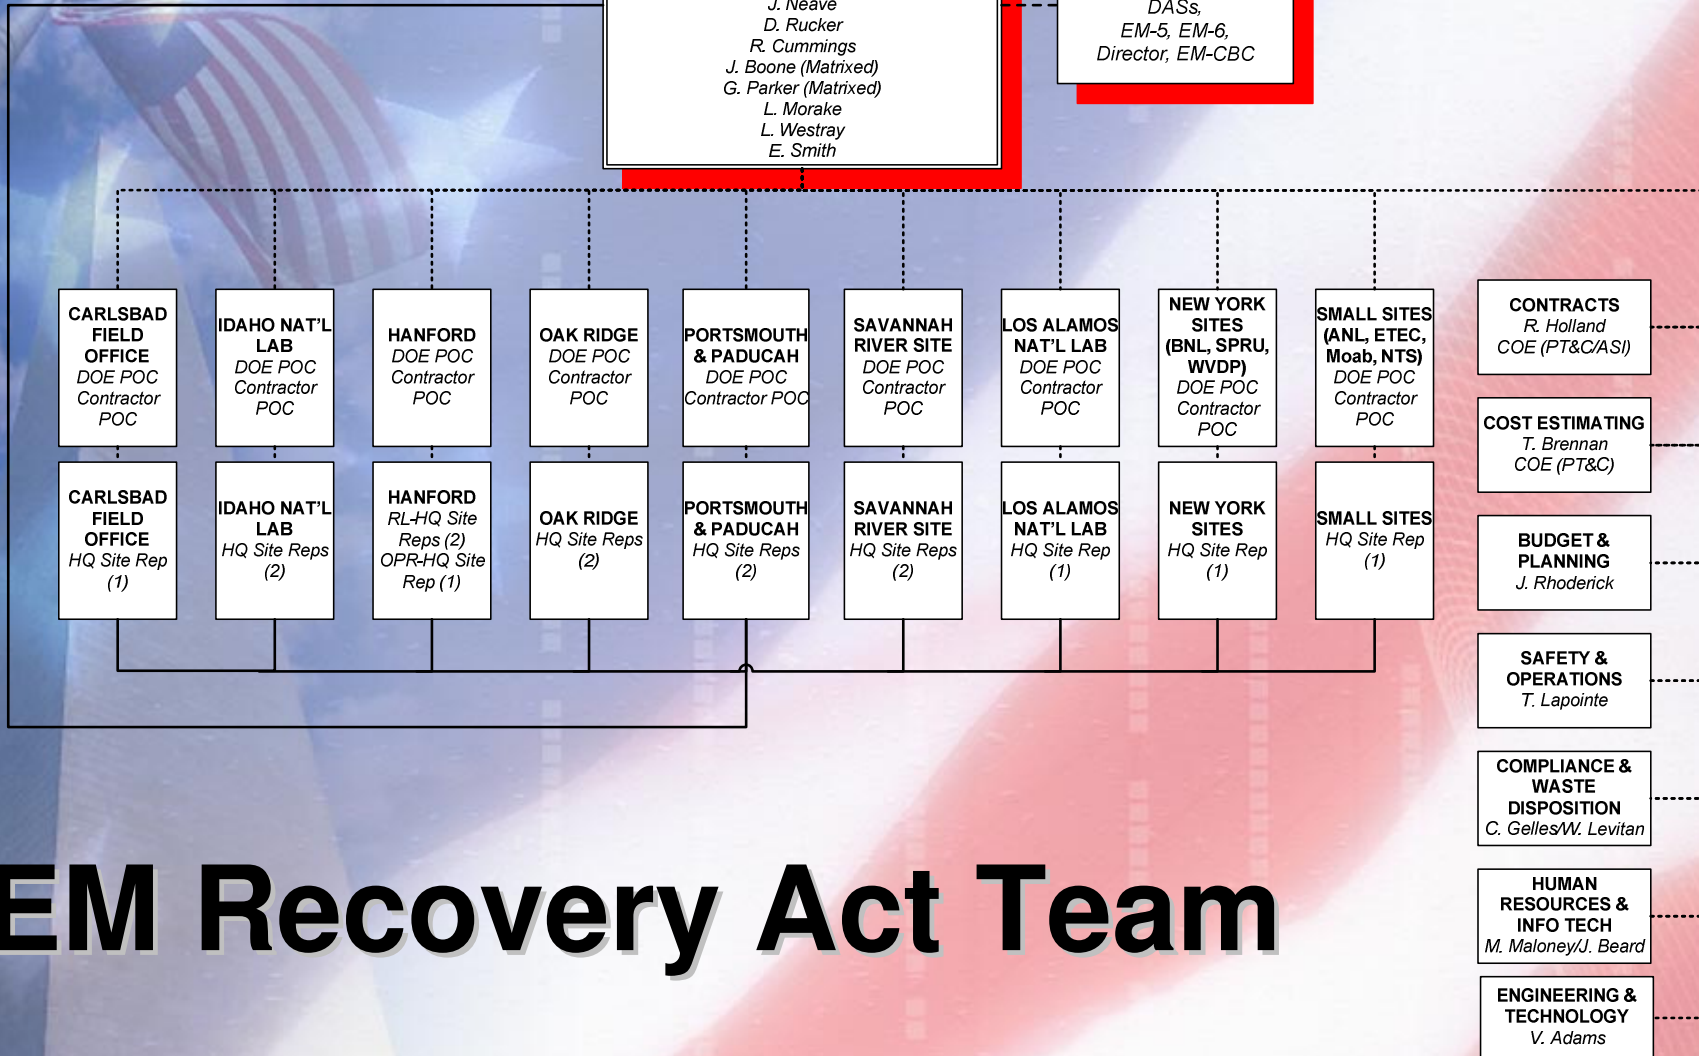 J. Neave
D. Rucker
R. Cummings
J. Boone (Matrixed)
G. Parker (Matrixed)
L. Morake
L. Westray
E. Smith
DASs,
EM-5, EM-6,
Director, EM-CBC
CARLSBAD
FIELD
OFFICE
DOE POC
Contractor
POC
IDAHO NAT'L
LAB
DOE POC
Contractor
POC
HANFORD
DOE POC
Contractor
POC
OAK RIDGE
DOE POC
Contractor
POC
PORTSMOUTH
& PADUCAH
DOE POC
Contractor POC
SAVANNAH
RIVER SITE
DOE POC
Contractor
POC
LOS ALAMOS
NAT'L LAB
DOE POC
Contractor
POC
NEW YORK
SITES
(BNL, SPRU,
WVDP)
DOE POC
Contractor
POC
SMALL SITES
(ANL, ETEC,
Moab, NTS)
DOE POC
Contractor
POC
CARLSBAD
FIELD
OFFICE
HQ Site Rep
(1)
IDAHO NAT'L
LAB
HQ Site Reps
(2)
HANFORD
RL-HQ Site
Reps (2)
OPR-HQ Site
Rep (1)
OAK RIDGE
HQ Site Reps
(2)
PORTSMOUTH
& PADUCAH
HQ Site Reps
(2)
SAVANNAH
RIVER SITE
HQ Site Reps
(2)
LOS ALAMOS
NAT'L LAB
HQ Site Rep
(1)
NEW YORK
SITES
HQ Site Rep
(1)
SMALL SITES
HQ Site Rep
(1)
CONTRACTS
R. Holland
COE (PT&C/ASI)
COST ESTIMATING
T. Brennan
COE (PT&C)
BUDGET &
PLANNING
J. Rhoderick
SAFETY &
OPERATIONS
T. Lapointe
COMPLIANCE &
WASTE
DISPOSITION
C. Gelles/W. Levitan
HUMAN
RESOURCES &
INFO TECH
M. Maloney/J. Beard
ENGINEERING &
TECHNOLOGY
V. Adams
EM Recovery Act Team